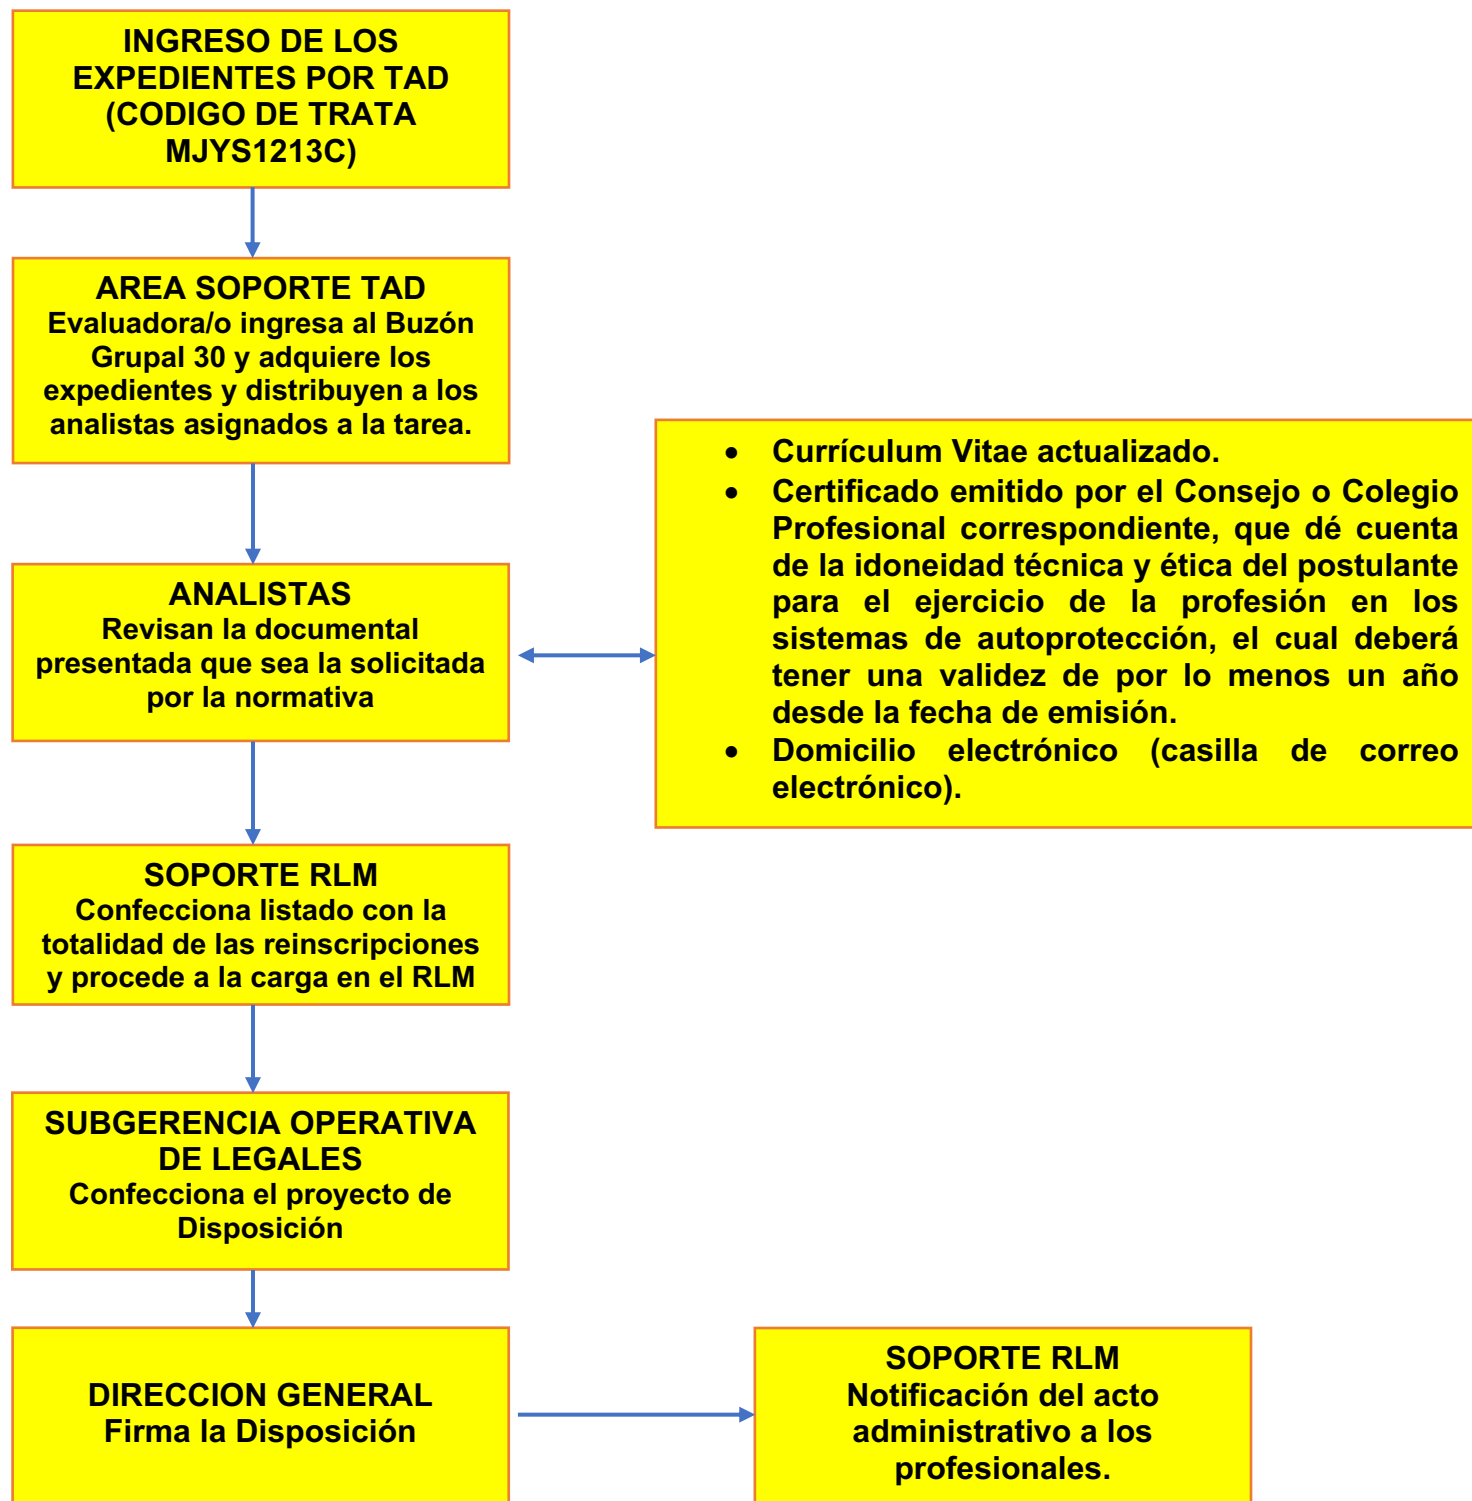 INGRESO DE LOS
EXPEDIENTES POR TAD
(CODIGO DE TRATA
MJYS1213C)
AREA SOPORTE TAD
Evaluadora/o ingresa al Buzón
Grupal 30 y adquiere los
expedientes y distribuyen a los
analistas asignados a la tarea.
ANALISTAS
Revisan la documental
presentada que sea la solicitada
por la normativa
• Currículum Vitae actualizado.
• Certificado emitido por el Consejo o Colegio
Profesional correspondiente, que dé cuenta
de la idoneidad técnica y ética del postulante
para el ejercicio de la profesión en los
sistemas de autoprotección, el cual deberá
tener una validez de por lo menos un año
desde la fecha de emisión.
• Domicilio electrónico (casilla de correo
electrónico).
SOPORTE RLM
Confecciona listado con la
totalidad de las reinscripciones
y procede a la carga en el RLM
SUBGERENCIA OPERATIVA
DE LEGALES
Confecciona el proyecto de
Disposición
DIRECCION GENERAL
Firma la Disposición
SOPORTE RLM
Notificación del acto
administrativo a los
profesionales.